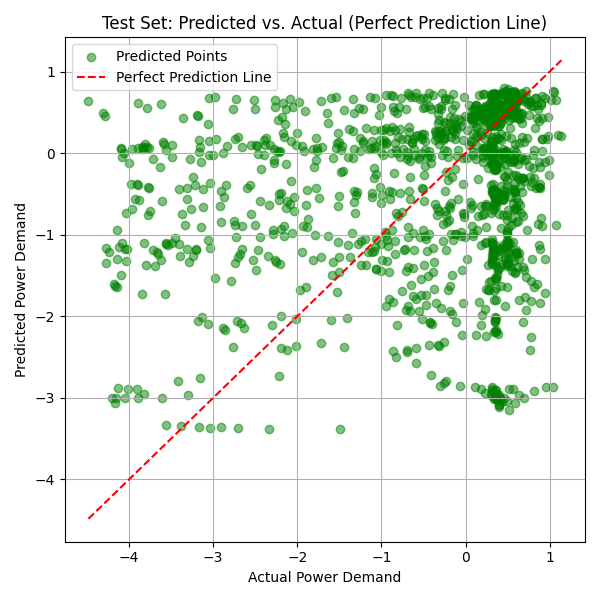 Test Set: Predicted vs. Actual (Perfect Prediction Line)
Predicted Points
Perfect Prediction Line
Predicted Power Demand
1
0
−1
−2
−3
−4
−4 −3 −2 −1 0 1
Actual Power Demand